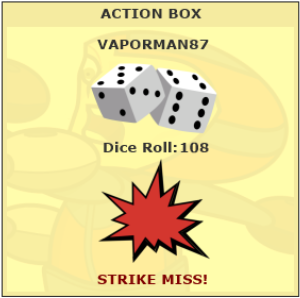 ACTION BOX
VAPORMAN87
Dice Roll:108
STRIKE MISS!